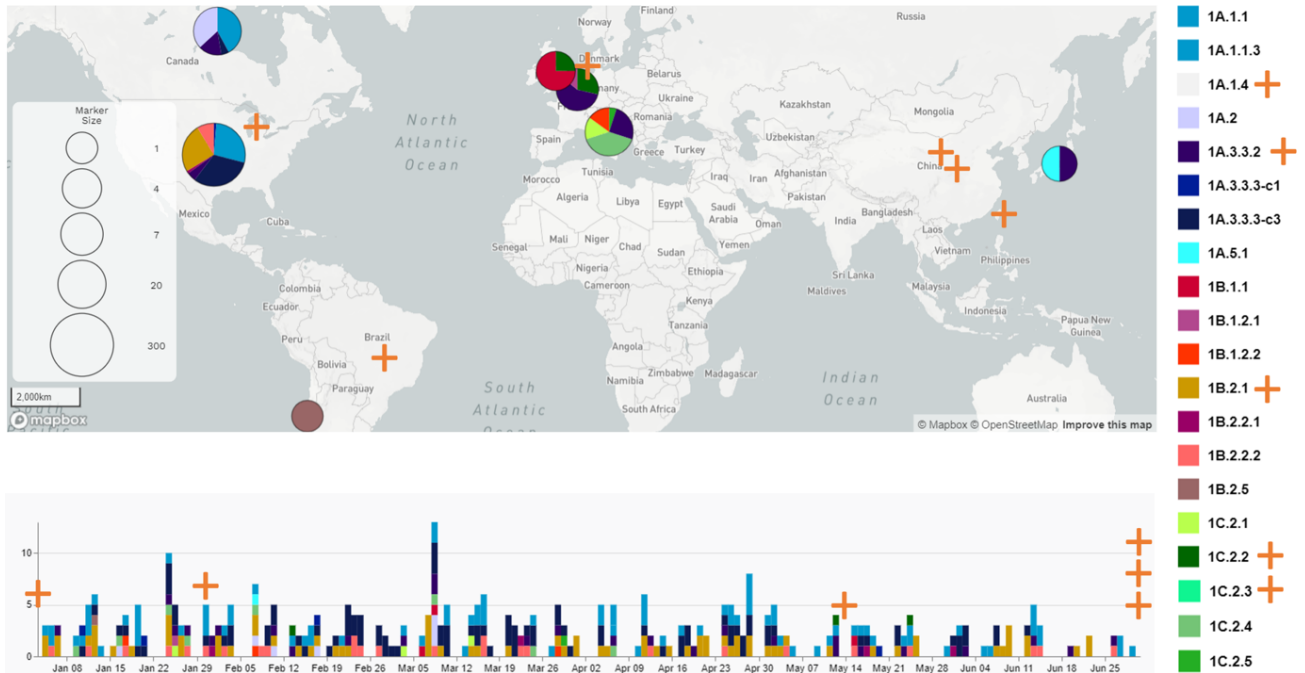 Finland
Russia
Norway
Canada
Denmark
Belarus
Ukraine
Kazakhstan
Mongolia
Romania
Uzbekistan
Spain
Greece
Turkey
China
Tunisia
Morocco
Iraq
Iran
Afghanistan
Algeria
Libya
Egypt
Pakistan
Saudi
Arabia
Bangladesh
Mexico
Cuba
Oman
India
Laos
Mali
Niger
Chad
Sudan
Yemen
Vietnam
Senegal
Philippines
Nigeria
Ethiopia
Sri Lanka
Cameroon
Maldives
Malaysia
Colombia
Kenya
Ecuador
Indonesia
Papua New
Guinea
Tanzania
Peru
Brazil
Angola
Bolivia
Zimbabwe
Madagascar
Namibia
Paraguay
Australia
South Africa
North
Atlantic
Ocean
South
Atlantic
Ocean
Indian
Ocean
Marker
Size
1
4
7
20
300
2,000km
mapbox
© Mapbox © OpenStreetMap Improve this map
1A.1.1
1A.1.1.3
1A.1.4
1A.2
1A.3.3.2
1A.3.3.3-c1
1A.3.3.3-c3
1A.5.1
1B.1.1
1B.1.2.1
1B.1.2.2
1B.2.1
1B.2.2.1
1B.2.2.2
1B.2.5
1C.2.1
1C.2.2
1C.2.3
1C.2.4
1C.2.5
10
5
0
Jan 08 Jan 15 Jan 22 Jan 29 Feb 05 Feb 12 Feb 19 Feb 26 Mar 05 Mar 12 Mar 19 Mar 26 Apr 02 Apr 09 Apr 16 Apr 23 Apr 30 May 07 May 14 May 21 May 28 Jun 04 Jun 11 Jun 18 Jun 25